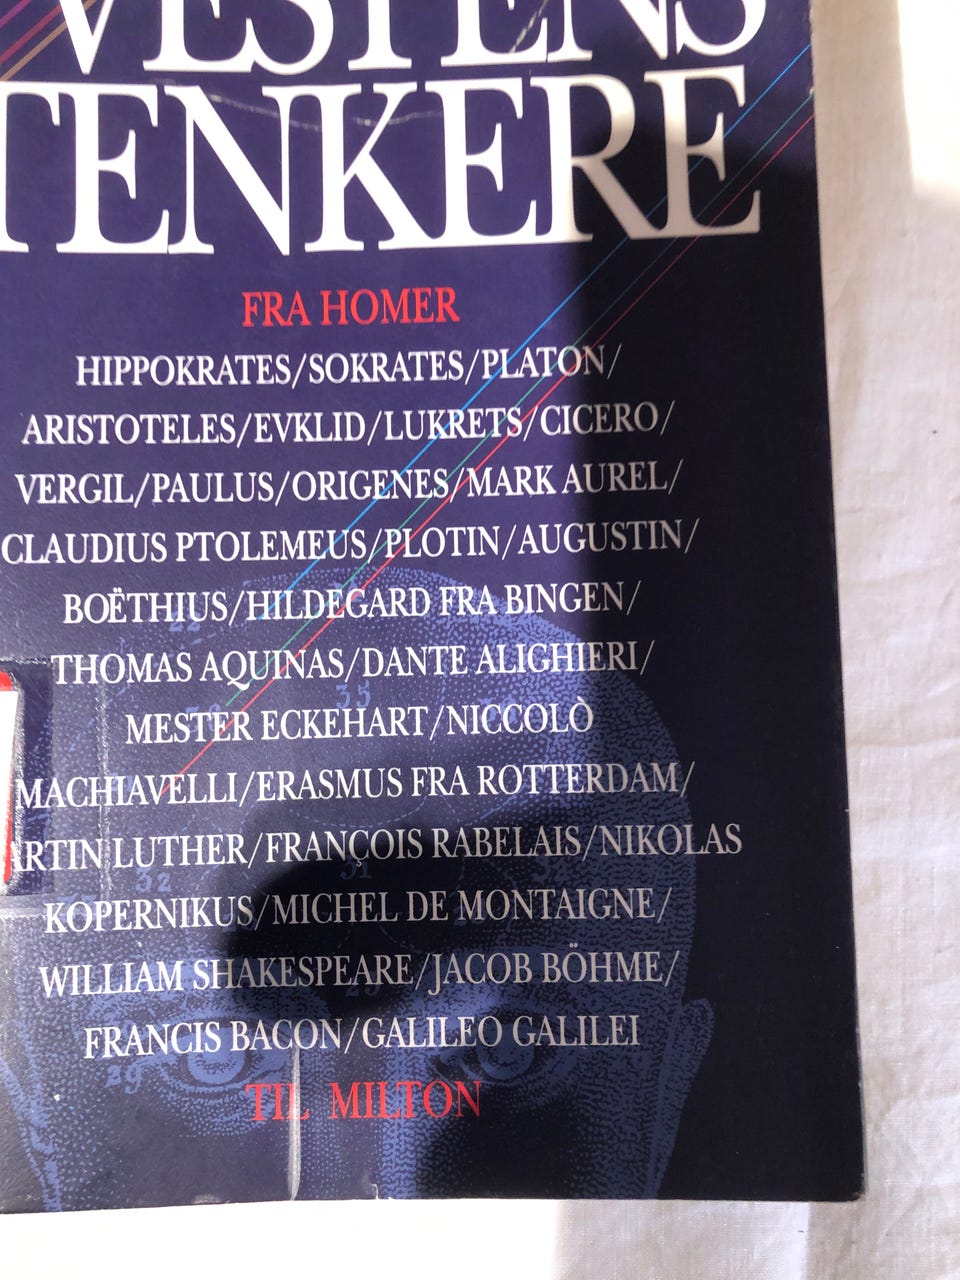 VESTENS
TENKERE
FRA HOMER
HIPPOKRATES/SOKRATES/PLATON/
ARISTOTELES/EVKLID/LUKRETS/CICERO/
VERGIL/PAULUS/ORIGENES/MARK AUREL/
CLAUDIUS PTOLEMEUS/PLOTIN/AUGUSTIN/
BOËTHIUS/HILDEGARD FRA BINGEN/
THOMAS AQUINAS/DANTE ALIGHIERI/
MESTER ECKEHART/NICCOLÒ
MACHIAVELLI/ERASMUS FRA ROTTERDAM/
RTIN LUTHER/FRANÇOIS RABELAIS/NIKOLAS
KOPERNIKUS/MICHEL DE MONTAIGNE/
WILLIAM SHAKESPEARE/JACOB BÖHME/
FRANCIS BACON/GALILEO GALILEI
TIL MILTON